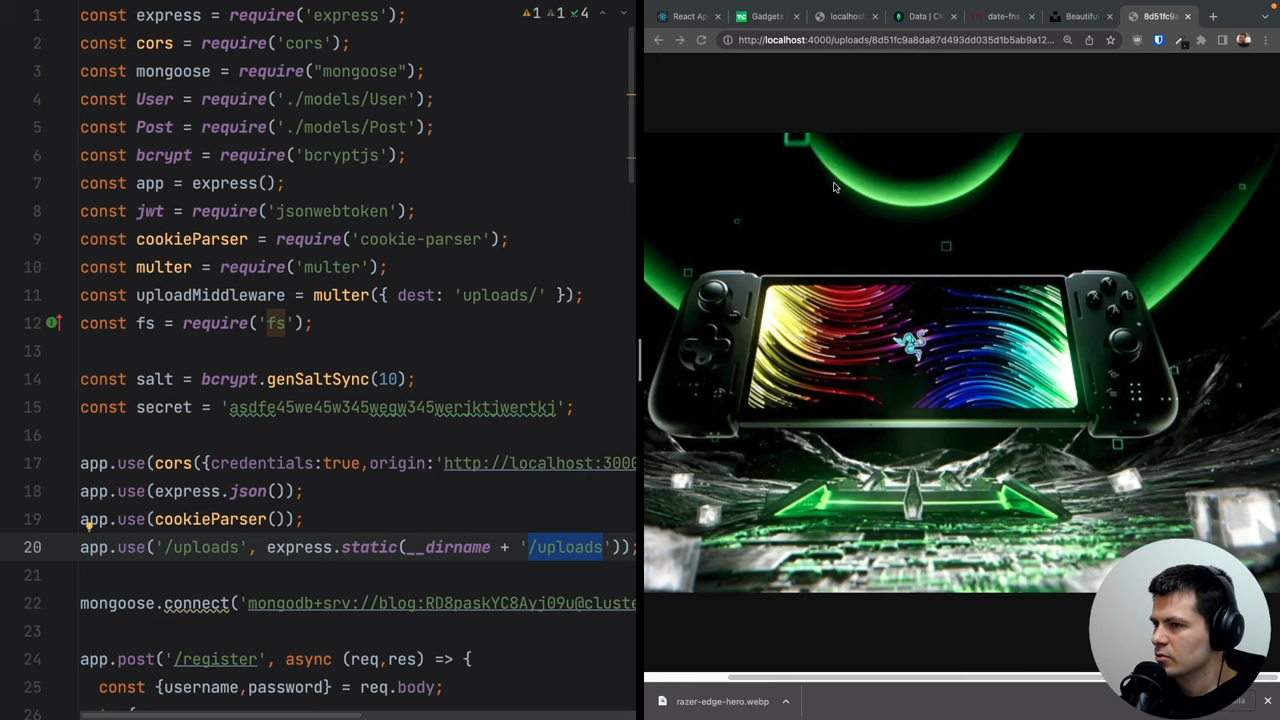 1 const express = require('express');
2 const cors = require('cors');
3 const mongoose = require("mongoose");
4 const User = require('./models/User');
5 const Post = require('./models/Post');
6 const bcrypt = require('bcryptjs');
7 const app = express();
8 const jwt = require('jsonwebtoken');
9 const cookieParser = require('cookie-parser');
10 const multer = require('multer');
11 const uploadMiddleware = multer({ dest: 'uploads/' });
12 const fs = require('fs');
13
14 const salt = bcrypt.genSaltSync(10);
15 const secret = 'asdfe45we45w345wegw345werjktjwertkj';
16
17 app.use(cors({credentials:true,origin:'http://localhost:3000
18 app.use(express.json());
19 app.use(cookieParser());
20 app.use('/uploads', express.static(__dirname + '/uploads'));
21
22 mongoose.connect('mongodb+srv://blog:RD8paskYC8Ayj09u@cluste
23
24 app.post('/register', async (req,res) => {
25 const {username,password} = req.body;
26
1 1 4
React Ap
Gadgets
localhos
Data | Clo
date-fns
Beautiful
8d51fc9a
http://localhost:4000/uploads/8d51fc9a8da87d493dd035d1b5ab9a12...
razer-edge-hero.webp